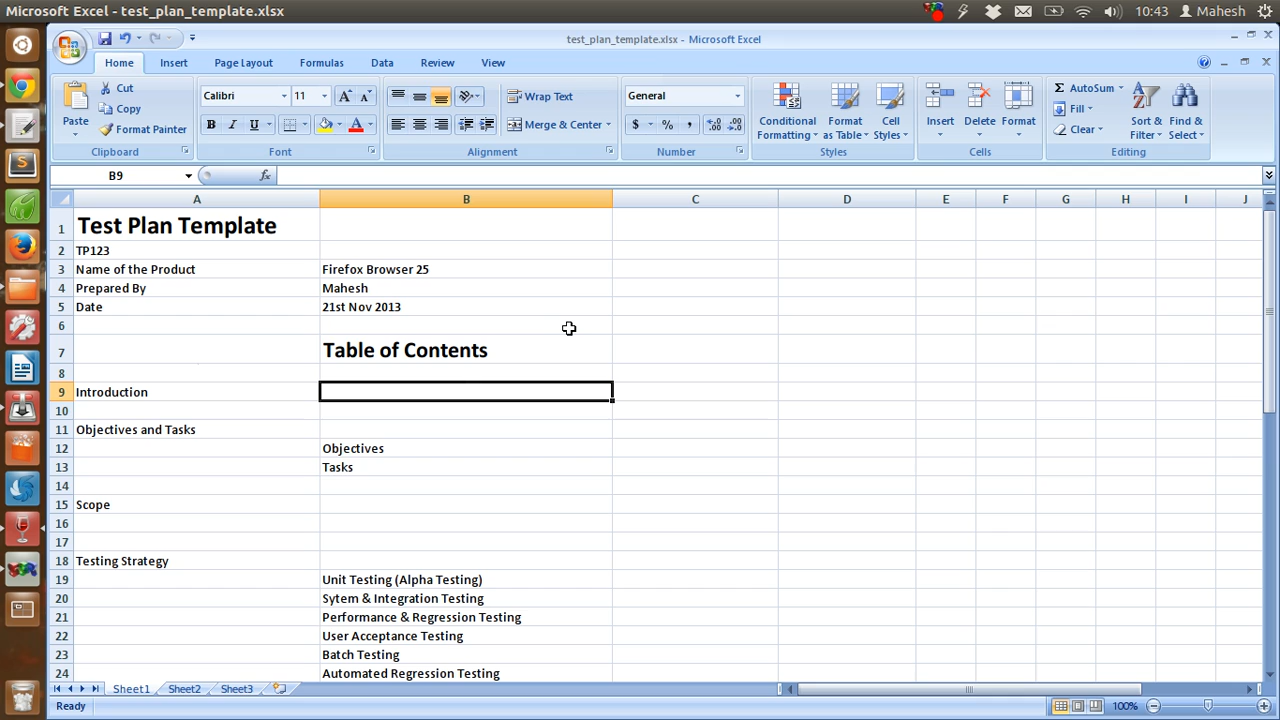 Microsoft Excel - test_plan_template.xlsx 10:43 Mahesh
test_plan_template.xlsx - Microsoft Excel
Home Insert Page Layout Formulas Data Review View
Cut
Copy
Format Painter
Paste
Clipboard
Calibri 11
B I U
Font
Wrap Text
Merge & Center
Alignment
General
$ % ,
Number
Conditional Formatting
Format as Table
Cell Styles
Styles
Insert Delete Format
Cells
AutoSum
Fill
Clear
Sort & Filter
Find & Select
Editing
B9 fx
A B C D E F G H I J
1 Test Plan Template
2 TP123
3 Name of the Product Firefox Browser 25
4 Prepared By Mahesh
5 Date 21st Nov 2013
6
7 Table of Contents
8
9 Introduction
10
11 Objectives and Tasks
12 Objectives
13 Tasks
14
15 Scope
16
17
18 Testing Strategy
19 Unit Testing (Alpha Testing)
20 Sytem & Integration Testing
21 Performance & Regression Testing
22 User Acceptance Testing
23 Batch Testing
24 Automated Regression Testing
Sheet1 Sheet2 Sheet3
Ready 100%